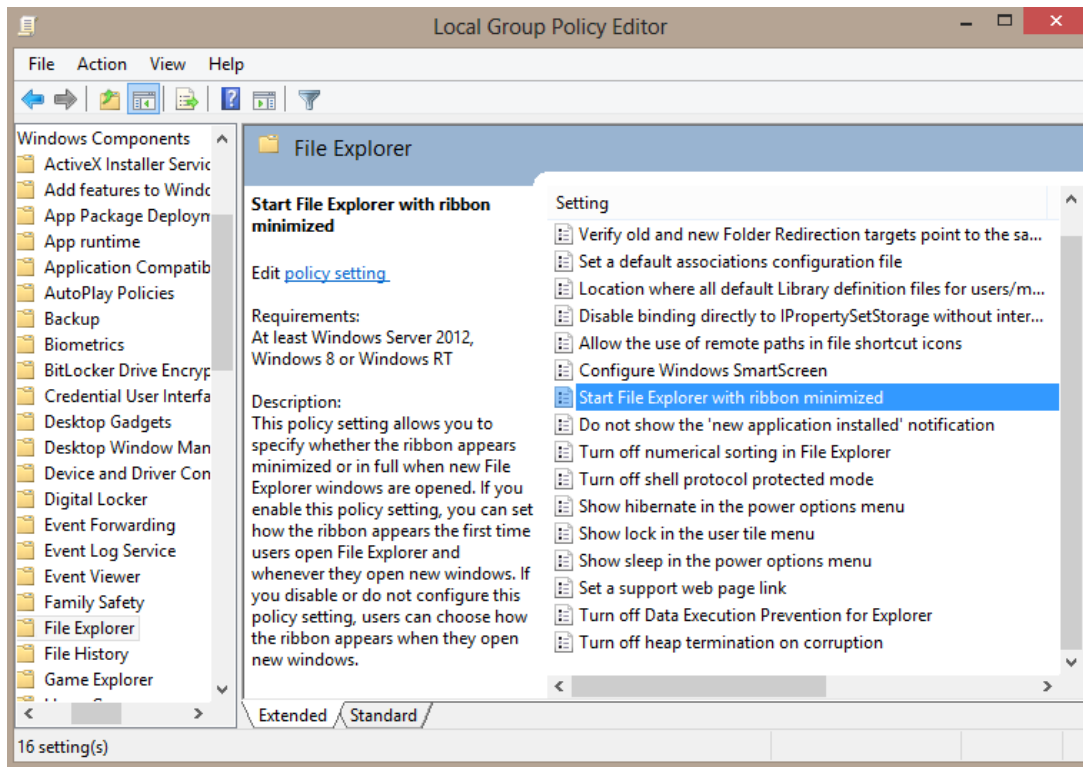 Local Group Policy Editor
File Action View Help
Windows Components
ActiveX Installer Servic
Add features to Windo
App Package Deploym
App runtime
Application Compatib
AutoPlay Policies
Backup
Biometrics
BitLocker Drive Encryp
Credential User Interfa
Desktop Gadgets
Desktop Window Man
Device and Driver Con
Digital Locker
Event Forwarding
Event Log Service
Event Viewer
Family Safety
File Explorer
File History
Game Explorer
File Explorer
Start File Explorer with ribbon
minimized
Edit policy setting
Requirements:
At least Windows Server 2012,
Windows 8 or Windows RT
Description:
This policy setting allows you to
specify whether the ribbon appears
minimized or in full when new File
Explorer windows are opened. If you
enable this policy setting, you can set
how the ribbon appears the first time
users open File Explorer and
whenever they open new windows. If
you disable or do not configure this
policy setting, users can choose how
the ribbon appears when they open
new windows.
Setting
Verify old and new Folder Redirection targets point to the sa...
Set a default associations configuration file
Location where all default Library definition files for users/m...
Disable binding directly to IPropertySetStorage without inter...
Allow the use of remote paths in file shortcut icons
Configure Windows SmartScreen
Start File Explorer with ribbon minimized
Do not show the 'new application installed' notification
Turn off numerical sorting in File Explorer
Turn off shell protocol protected mode
Show hibernate in the power options menu
Show lock in the user tile menu
Show sleep in the power options menu
Set a support web page link
Turn off Data Execution Prevention for Explorer
Turn off heap termination on corruption
Extended Standard
16 setting(s)